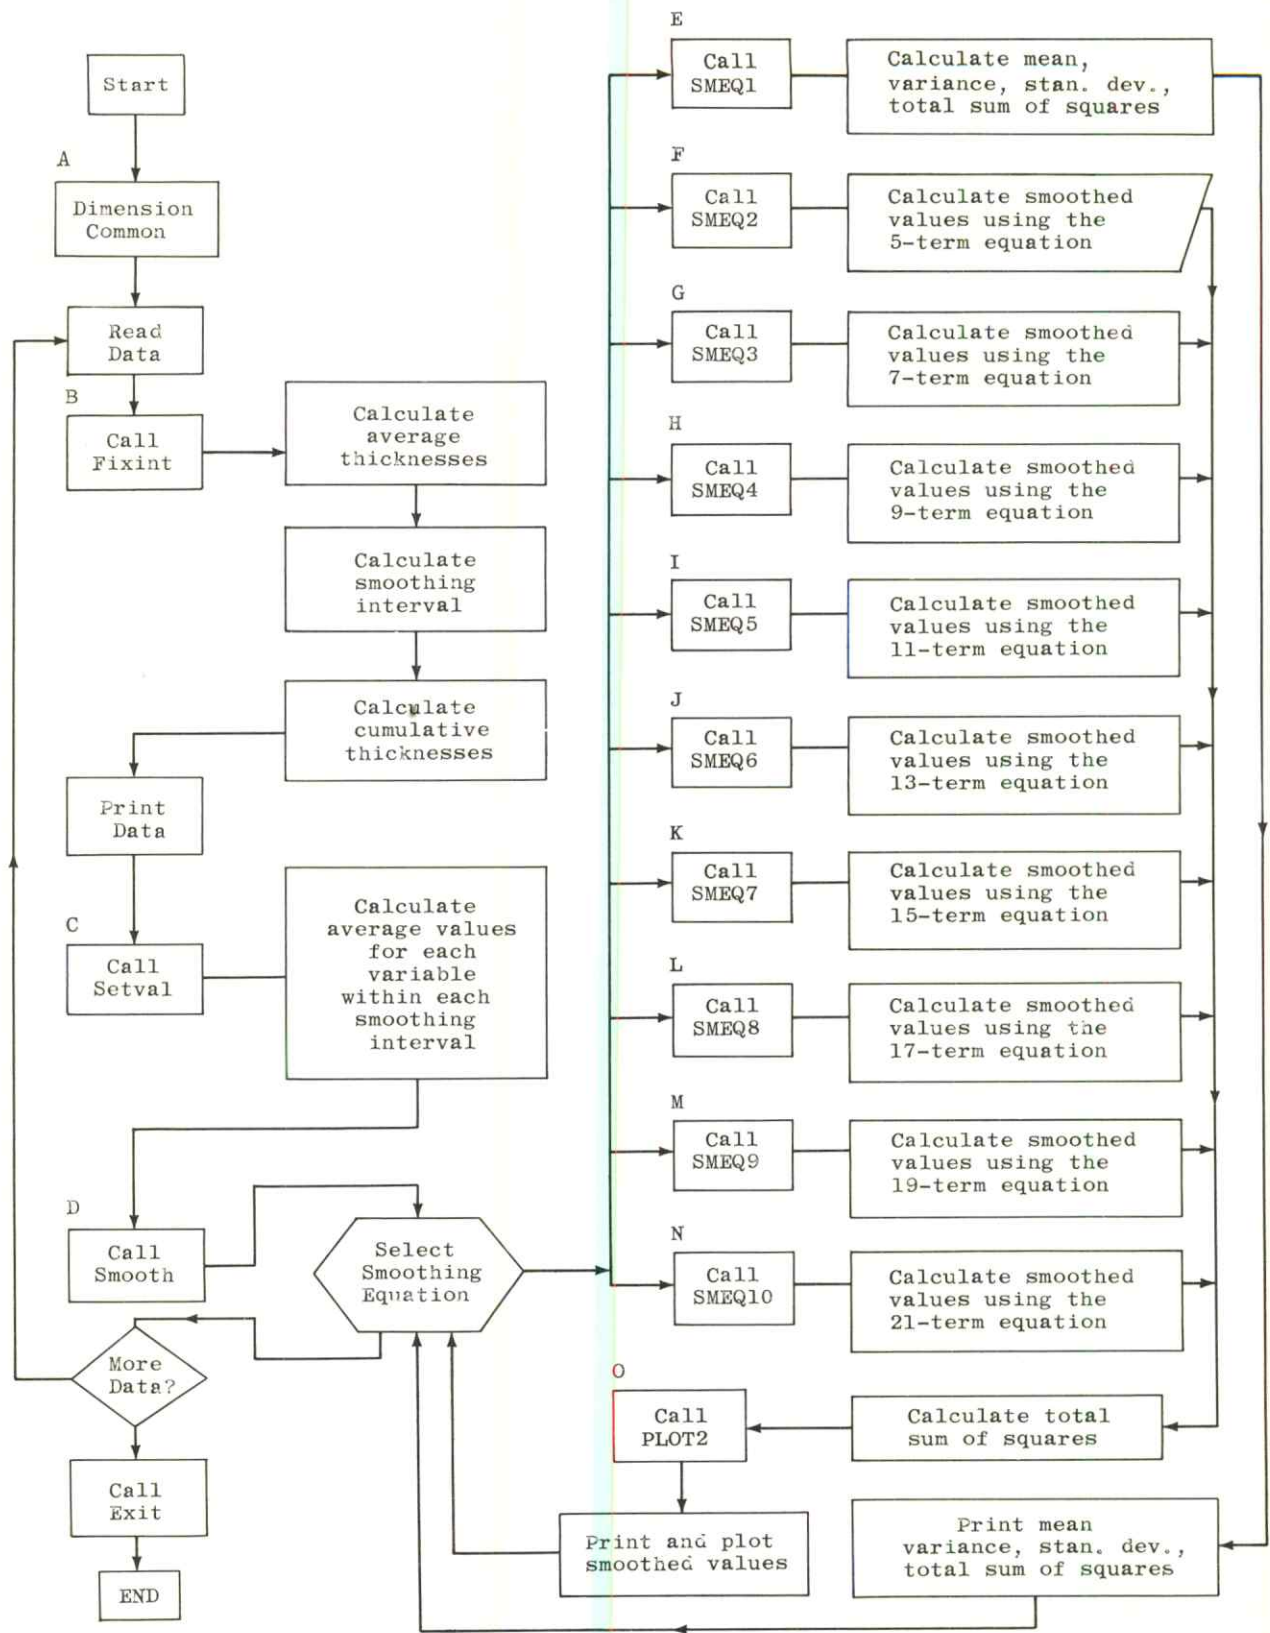 Start
A
Dimension
Common
Read
Data
B
Call
Fixint
Calculate
average
thicknesses
Calculate
smoothing
interval
Calculate
cumulative
thicknesses
Print
Data
C
Call
Setval
Calculate
average values
for each
variable
within each
smoothing
interval
D
Call
Smooth
Select
Smoothing
Equation
More
Data?
Call
Exit
END
E
Call
SMEQ1
Calculate mean,
variance, stan. dev.,
total sum of squares
F
Call
SMEQ2
Calculate smoothed
values using the
5-term equation
G
Call
SMEQ3
Calculate smoothed
values using the
7-term equation
H
Call
SMEQ4
Calculate smoothed
values using the
9-term equation
I
Call
SMEQ5
Calculate smoothed
values using the
11-term equation
J
Call
SMEQ6
Calculate smoothed
values using the
13-term equation
K
Call
SMEQ7
Calculate smoothed
values using the
15-term equation
L
Call
SMEQ8
Calculate smoothed
values using the
17-term equation
M
Call
SMEQ9
Calculate smoothed
values using the
19-term equation
N
Call
SMEQ10
Calculate smoothed
values using the
21-term equation
O
Call
PLOT2
Calculate total
sum of squares
Print and plot
smoothed values
Print mean
variance, stan. dev.,
total sum of squares